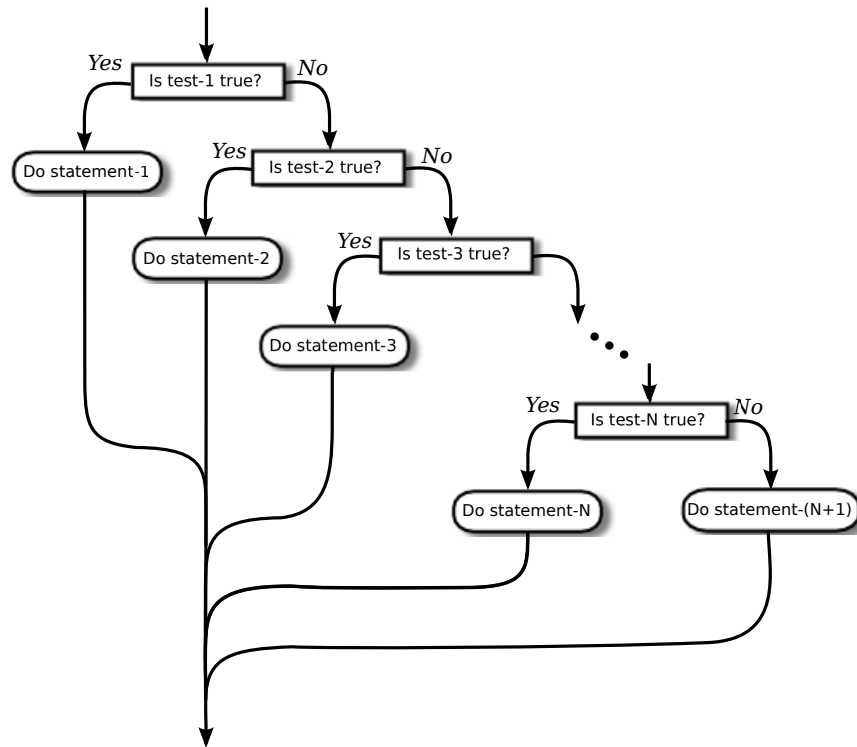 Yes
Is test-1 true?
No
Do statement-1
Yes
Is test-2 true?
No
Do statement-2
Yes
Is test-3 true?
Do statement-3
Yes
Is test-N true?
No
Do statement-N
Do statement-(N+1)